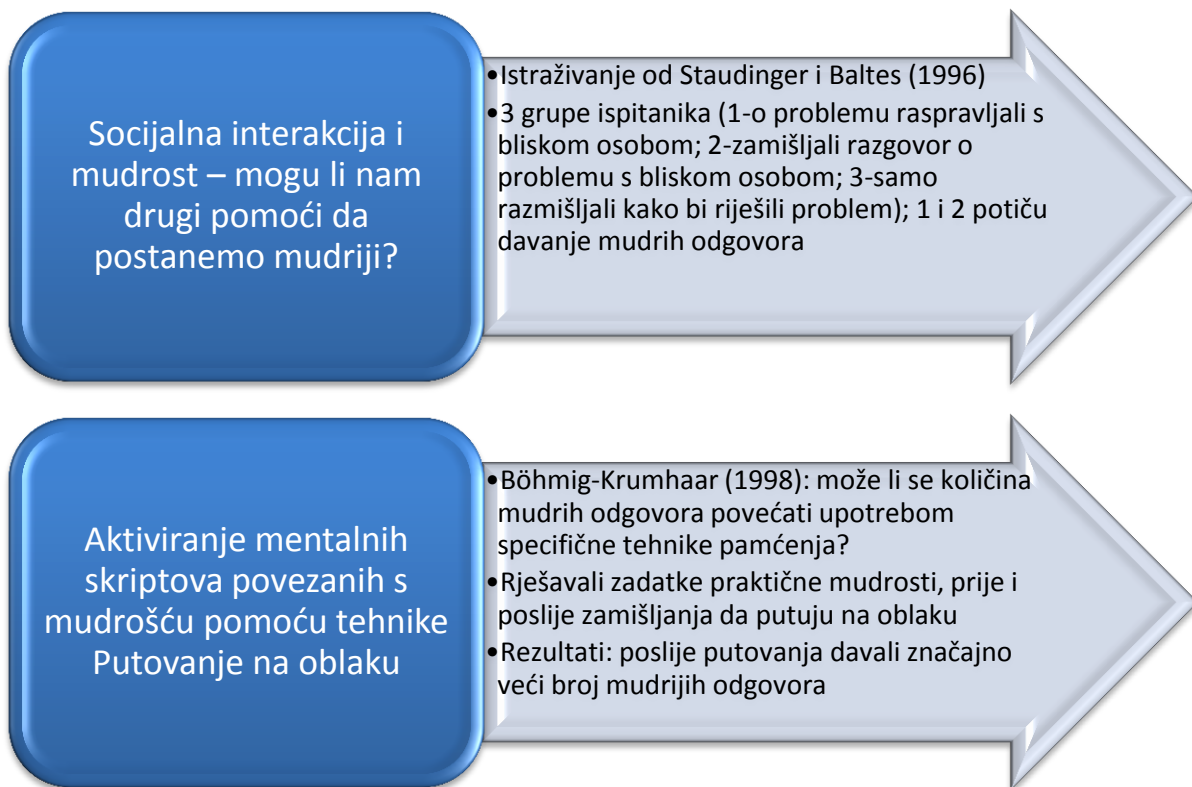 Socijalna interakcija i
mudrost – mogu li nam
drugi pomoći da
postanemo mudriji?
•Istraživanje od Staudinger i Baltes (1996)
•3 grupe ispitanika (1-o problemu raspravljali s
bliskom osobom; 2-zamišljali razgovor o
problemu s bliskom osobom; 3-samo
razmišljali kako bi riješili problem); 1 i 2 potiču
davanje mudrih odgovora
Aktiviranje mentalnih
skriptova povezanih s
mudrošću pomoću tehnike
Putovanje na oblaku
•Böhmig-Krumhaar (1998): može li se količina
mudrih odgovora povećati upotrebom
specifične tehnike pamćenja?
•Rješavali zadatke praktične mudrosti, prije i
poslije zamišljanja da putuju na oblaku
•Rezultati: poslije putovanja davali značajno
veći broj mudrijih odgovora